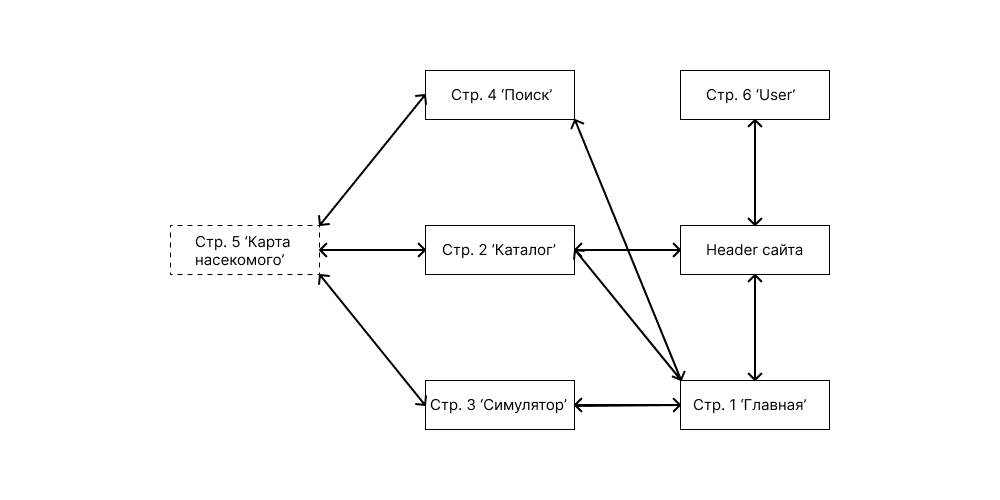 Стр. 4 ‘Поиск’
Стр. 6 ‘User’
Стр. 5 ‘Карта
насекомого’
Стр. 2 ‘Каталог’
Header сайта
Стр. 3 ‘Симулятор’
Стр. 1 ‘Главная’